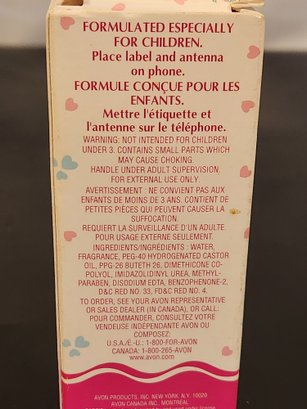 FORMULATED ESPECIALLY
FOR CHILDREN.
Place label and antenna
on phone.
FORMULE CONÇUE POUR LES
ENFANTS.
Mettre l'étiquette et
l'antenne sur le téléphone.
WARNING: NOT INTENDED FOR CHILDREN
UNDER 3. CONTAINS SMALL PARTS WHICH
MAY CAUSE CHOKING.
HANDLE UNDER ADULT SUPERVISION.
FOR EXTERNAL USE ONLY.
AVERTISSEMENT : NE CONVIENT PAS AUX
ENFANTS DE MOINS DE 3 ANS. CONTIENT DE
PETITES PIÈCES QUI PEUVENT CAUSER LA
SUFFOCATION.
REQUIERT LA SURVEILLANCE D'UN ADULTE.
POUR USAGE EXTERNE SEULEMENT.
INGREDIENTS/INGRÉDIENTS : WATER,
FRAGRANCE, PEG-40 HYDROGENATED CASTOR
OIL, PPG-26 BUTETH 26, DIMETHICONE CO-
POLYOL, IMIDAZOLIDINYL UREA, METHYL-
PARABEN, DISODIUM EDTA, BENZOPHENONE-2,
D&C RED NO. 33, FD&C RED NO. 4.
TO ORDER, SEE YOUR AVON REPRESENTATIVE
OR SALES DEALER (IN CANADA), OR CALL/
POUR COMMANDER, CONSULTEZ VOTRE
VENDEUSE INDÉPENDANTE AVON OU
COMPOSEZ:
U.S.A./É.-U.: 1-800-FOR-AVON
CANADA: 1-800-265-AVON
www.avon.com
AVON PRODUCTS, INC. NEW YORK, N.Y. 10020
AVON CANADA INC. MONTREAL